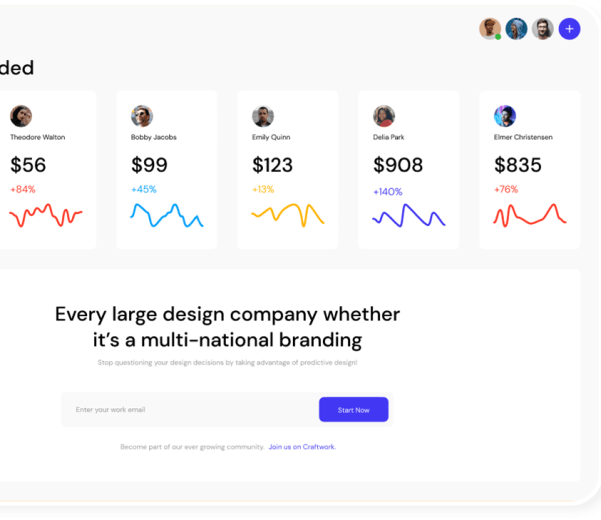 ded
Theodore Walton
Bobby Jacobs
Emily Quinn
Delia Park
Elmer Christensen
$56
$99
$123
$908
$835
+84%
+45%
+13%
+140%
+76%
Every large design company whether
it’s a multi-national branding
Stop questioning your design decisions by taking advantage of predictive design!
Enter your work email
Start Now
Become part of our ever growing community. Join us on Craftwork.